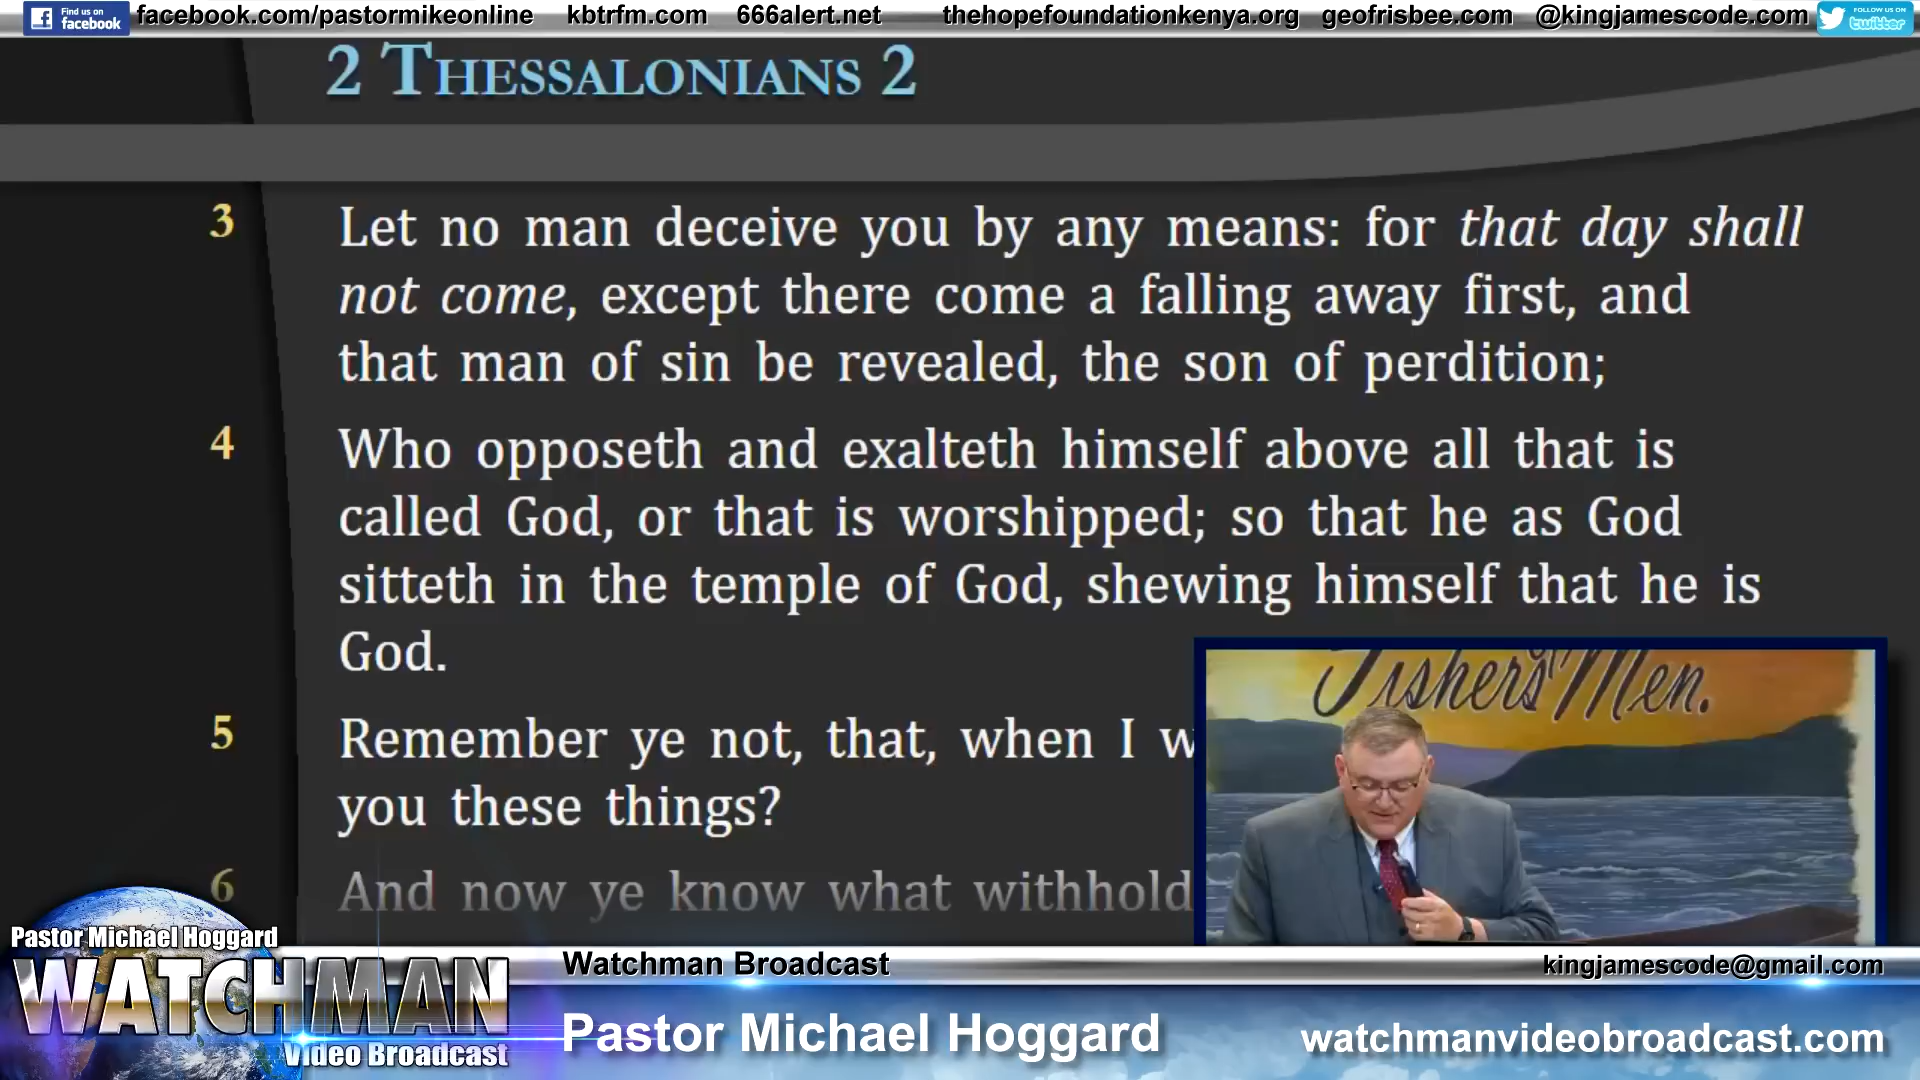 Find us on
facebook
facebook.com/pastormikeonline kbtrfm.com 666alert.net thehopefoundationkenya.org geofrisbee.com @kingjamescode.com
FOLLOW US ON
twitter
2 THESSALONIANS 2
3 Let no man deceive you by any means: for that day shall
not come, except there come a falling away first, and
that man of sin be revealed, the son of perdition;
4 Who opposeth and exalteth himself above all that is
called God, or that is worshipped; so that he as God
sitteth in the temple of God, shewing himself that he is
God.
5 Remember ye not, that, when I w
you these things?
6 And now ye know what withhold
Fishers of Men.
Pastor Michael Hoggard
WATCHMAN
Video Broadcast
Watchman Broadcast
kingjamescode@gmail.com
Pastor Michael Hoggard
watchmanvideobroadcast.com